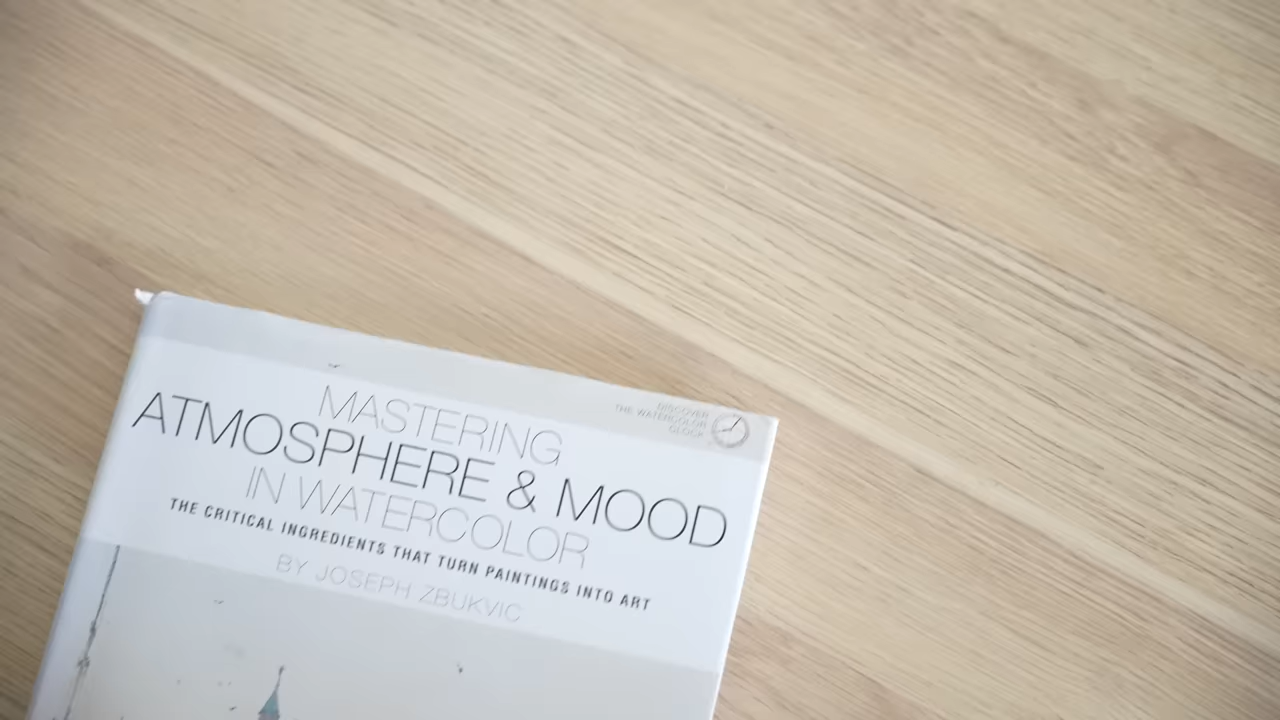 DISCOVER
THE WATERCOLOR
CLOCK
MASTERING
ATMOSPHERE & MOOD
IN WATERCOLOR
THE CRITICAL INGREDIENTS THAT TURN PAINTINGS INTO ART
BY JOSEPH ZBUKVIC